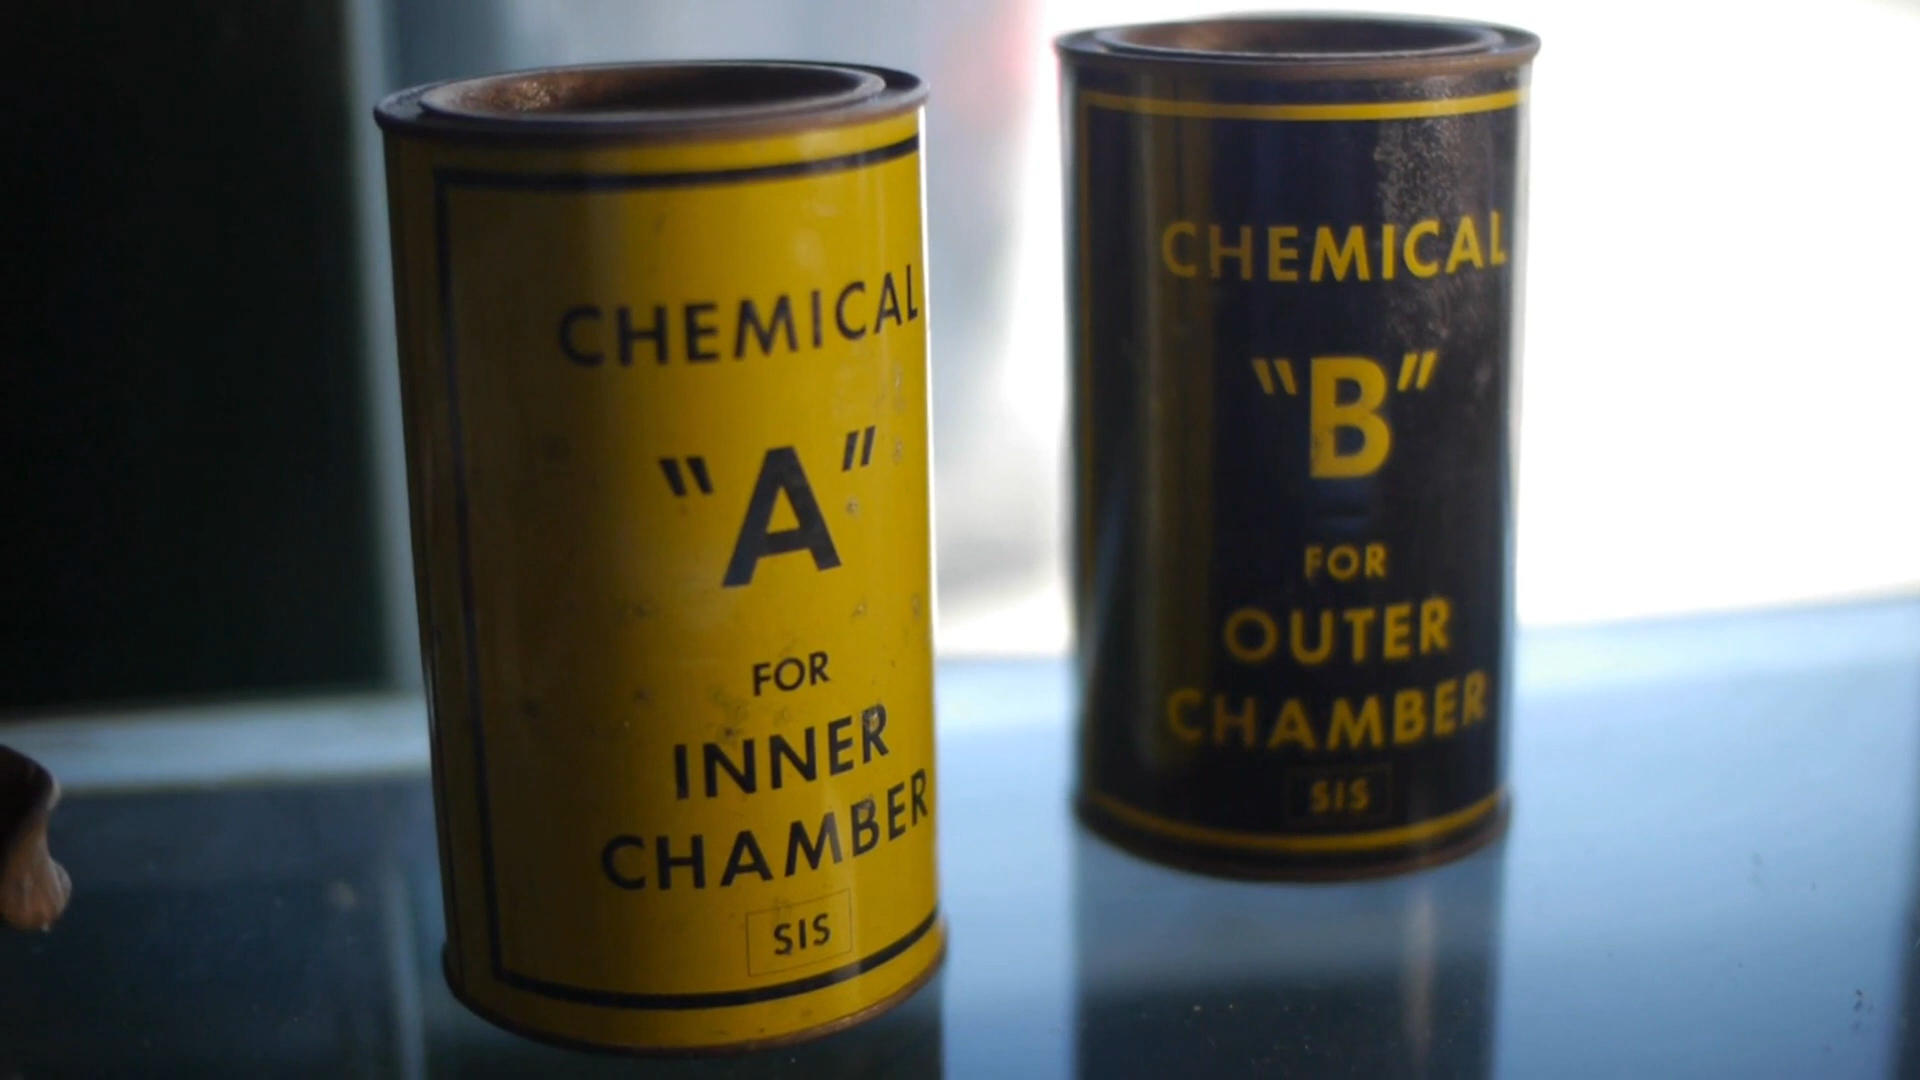 CHEMICAL
"A"
FOR
INNER
CHAMBER
SIS
CHEMICAL
"B"
FOR
OUTER
CHAMBER
SIS